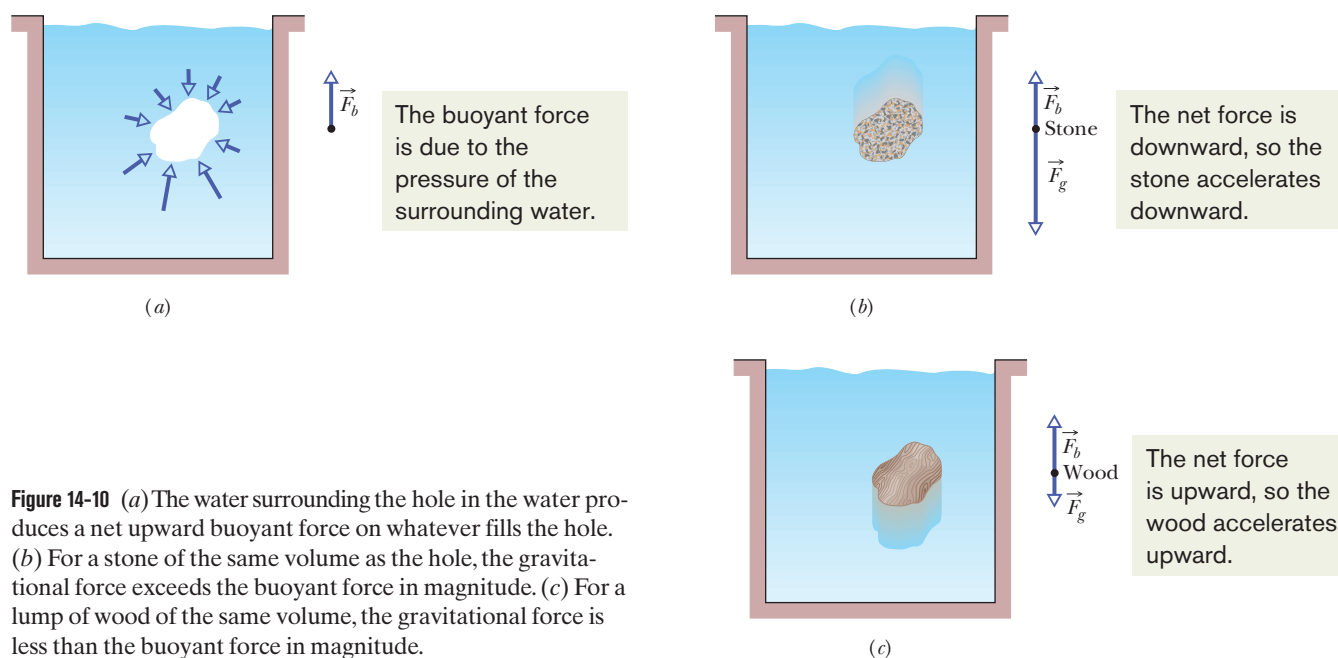 F_b
The buoyant force
is due to the
pressure of the
surrounding water.
(a)
F_b
Stone
F_g
The net force is
downward, so the
stone accelerates
downward.
(b)
F_b
Wood
F_g
The net force
is upward, so the
wood accelerates
upward.
(c)
Figure 14-10 (a) The water surrounding the hole in the water pro-
duces a net upward buoyant force on whatever fills the hole.
(b) For a stone of the same volume as the hole, the gravita-
tional force exceeds the buoyant force in magnitude. (c) For a
lump of wood of the same volume, the gravitational force is
less than the buoyant force in magnitude.